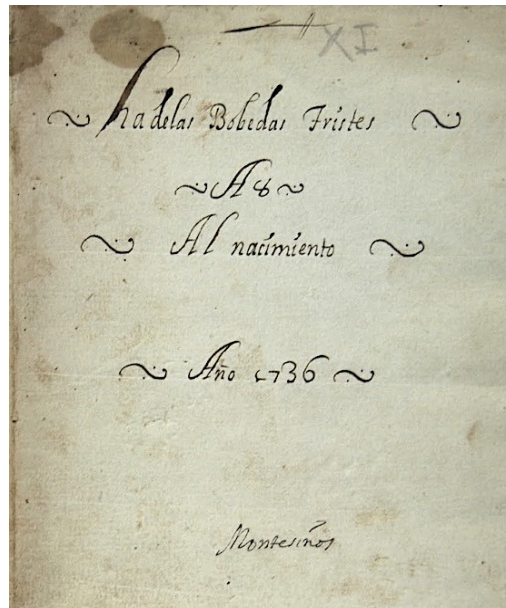 XI
ha delas Bobedas Tristes
A 8
Al nacimiento
Año 1736
Montesinos